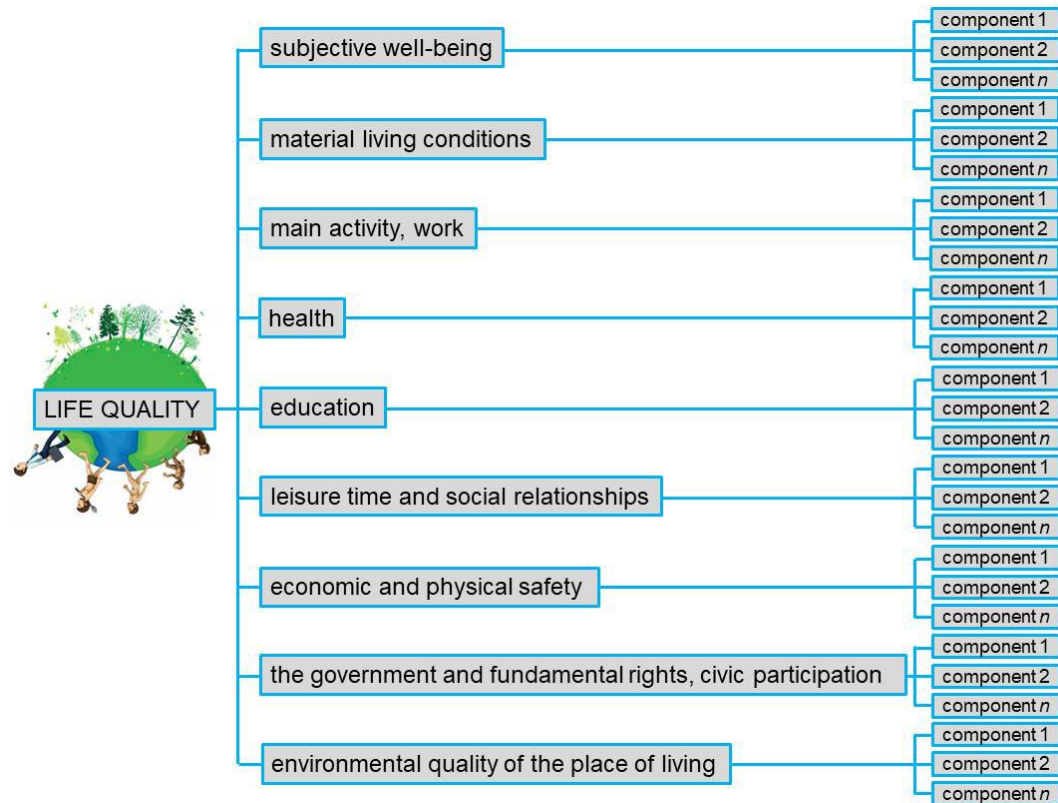 LIFE QUALITY
subjective well-being
component 1
component 2
component n
material living conditions
component 1
component 2
component n
main activity, work
component 1
component 2
component n
health
component 1
component 2
component n
education
component 1
component 2
component n
leisure time and social relationships
component 1
component 2
component n
economic and physical safety
component 1
component 2
component n
the government and fundamental rights, civic participation
component 1
component 2
component n
environmental quality of the place of living
component 1
component 2
component n